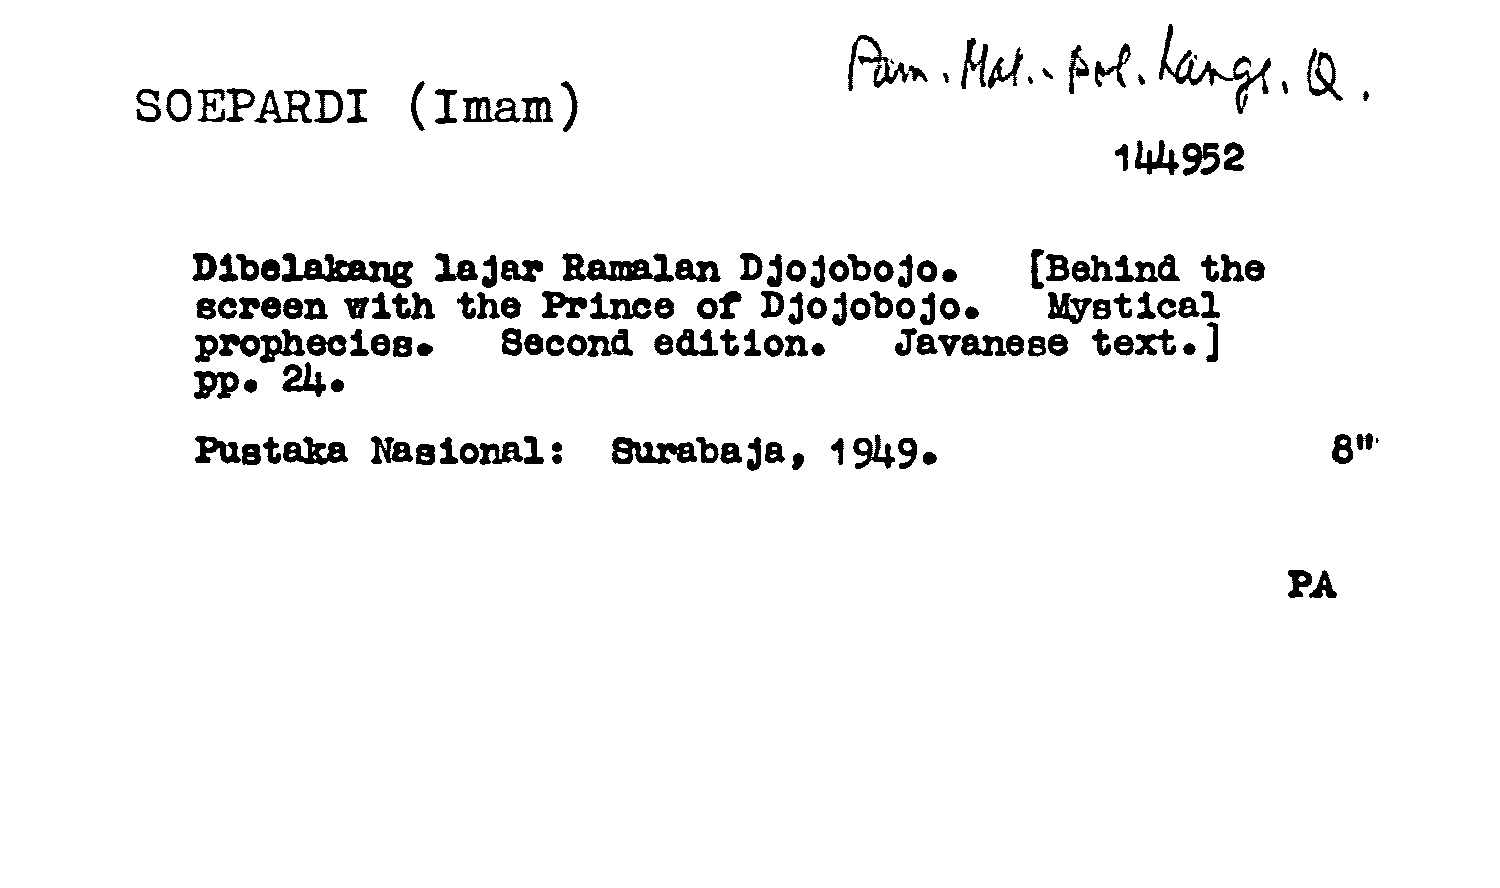 Pam. Mal.-pol. Langs. Q.
SOEPARDI (Imam)
144952
Dibelakang lajar Ramalan Djojobojo. [Behind the
screen with the Prince of Djojobojo. Mystical
prophecies. Second edition. Javanese text.]
pp. 24.
Pustaka Nasional: Surabaja, 1949. 8"
PA